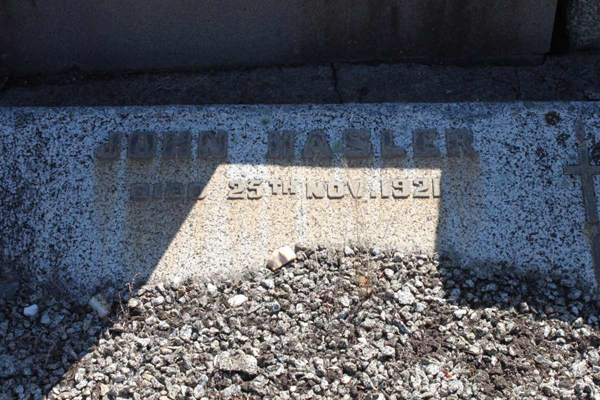 JOHN HASLER
DIED 25TH NOV. 1921